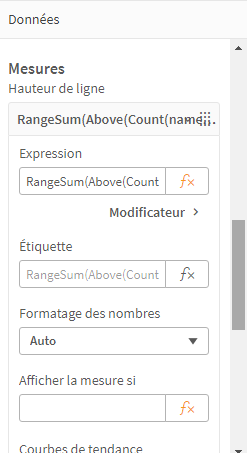 Données
Mesures
Hauteur de ligne
RangeSum(Above(Count(name...
Expression
RangeSum(Above(Count
Modificateur
Étiquette
RangeSum(Above(Count
Formatage des nombres
Auto
Afficher la mesure si
Courbes de tendance